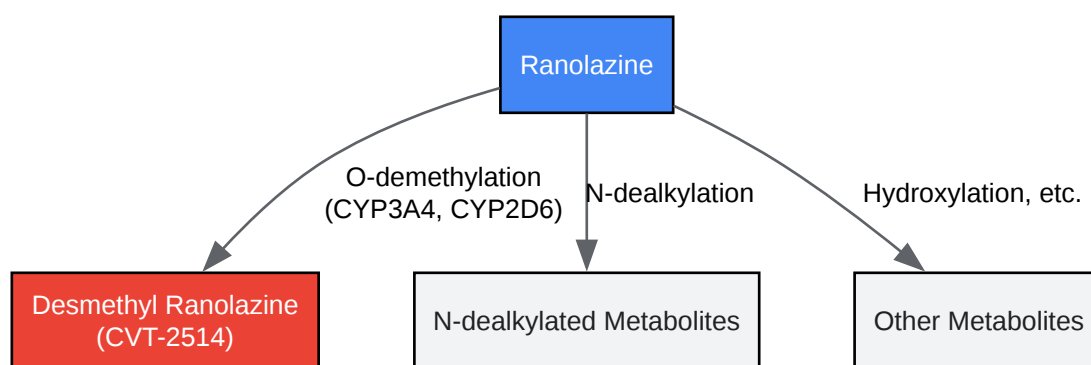 Ranolazine
O-demethylation
(CYP3A4, CYP2D6)
N-dealkylation
Hydroxylation, etc.
Desmethyl Ranolazine
(CVT-2514)
N-dealkylated Metabolites
Other Metabolites